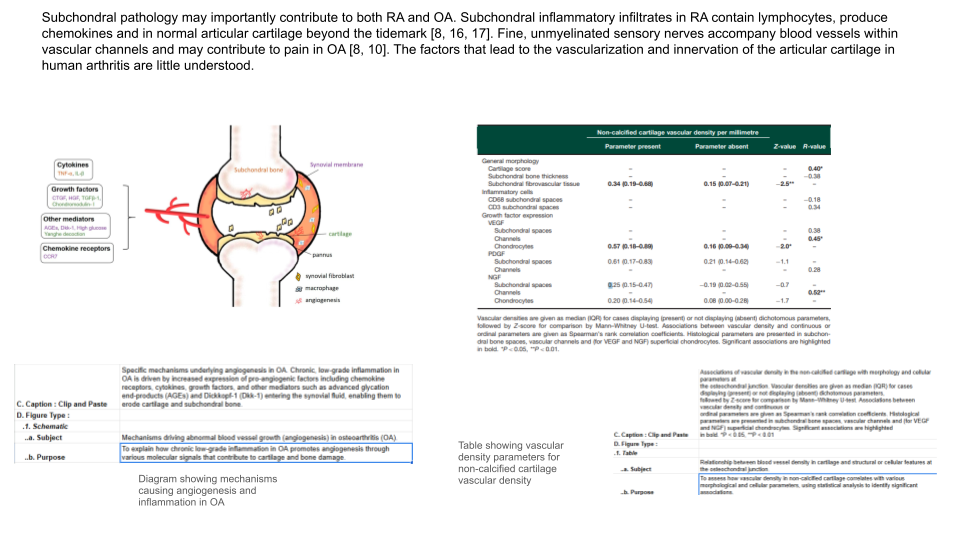 Subchondral pathology may importantly contribute to both RA and OA. Subchondral inflammatory infiltrates in RA contain lymphocytes, produce
chemokines and in normal articular cartilage beyond the tidemark [8, 16, 17]. Fine, unmyelinated sensory nerves accompany blood vessels within
vascular channels and may contribute to pain in OA [8, 10]. The factors that lead to the vascularization and innervation of the articular cartilage in
human arthritis are little understood.
Cytokines
TNF-α, IL-6
Growth factors
CTGF, NGF, TGFβ-1,
Chondromodulin-1
Other mediators
AGEs, Dkk-1, High glucose
Yanghe decoction
Chemokine receptors
CCR7
Subchondral bone
Synovial membrane
cartilage
pannus
synovial fibroblast
macrophage
angiogenesis
Non-calcified cartilage vascular density per millimetre
Parameter present Parameter absent Z-value R-value
General morphology
Cartilage score – – – 0.40*
Subchondral bone thickness – – – –0.38
Subchondral fibrovascular tissue 0.34 (0.19–0.68) 0.15 (0.07–0.21) –2.5** –
Inflammatory cells
CD68 subchondral spaces – – – –0.18
CD3 subchondral spaces – – – 0.34
Growth factor expression
VEGF
Subchondral spaces – – – 0.38
Channels – – – 0.45*
Chondrocytes 0.57 (0.18–0.89) 0.16 (0.09–0.34) –2.0* –
PDGF
Subchondral spaces 0.61 (0.17–0.83) 0.21 (0.14–0.62) –1.1 –
Channels – – – 0.28
NGF
Subchondral spaces 0.25 (0.15–0.47) –0.19 (0.02–0.55) –0.7 –
Channels – – – 0.52**
Chondrocytes 0.20 (0.14–0.54) 0.08 (0.00–0.28) –1.7 –
Vascular densities are given as median (IQR) for cases displaying (present) or not displaying (absent) dichotomous parameters,
followed by Z-score for comparison by Mann–Whitney U-test. Associations between vascular density and continuous or
ordinal parameters are given as Spearman's rank correlation coefficients. Histological parameters are presented in subchon-
dral bone spaces, vascular channels and (for VEGF and NGF) superficial chondrocytes. Significant associations are highlighted
in bold. *P < 0.05, **P < 0.01.
Specific mechanisms underlying angiogenesis in OA. Chronic, low-grade inflammation in
OA is driven by increased expression of pro-angiogenic factors including chemokine
receptors, cytokines, growth factors, and other mediators such as advanced glycation
end-products (AGEs) and Dickkopf-1 (Dkk-1) entering the synovial fluid, enabling them to
C. Caption : Clip and Paste erode cartilage and subchondral bone.
D. Figure Type :
.1. Schematic
..a. Subject Mechanisms driving abnormal blood vessel growth (angiogenesis) in osteoarthritis (OA).
To explain how chronic low-grade inflammation in OA promotes angiogenesis through
..b. Purpose various molecular signals that contribute to cartilage and bone damage.
Diagram showing mechanisms
causing angiogenesis and
inflammation in OA
Table showing vascular
density parameters for
non-calcified cartilage
vascular density
Associations of vascular density in the non-calcified cartilage with morphology and cellular
parameters at
the osteochondral junction. Vascular densities are given as median (IQR) for cases
displaying (present) or not displaying (absent) dichotomous parameters,
followed by Z-score for comparison by Mann–Whitney U-test. Associations between
vascular density and continuous or
ordinal parameters are given as Spearman's rank correlation coefficients. Histological
parameters are presented in subchondral bone spaces, vascular channels and (for VEGF
and NGF) superficial chondrocytes. Significant associations are highlighted
C. Caption : Clip and Paste in bold. *P < 0.05, **P < 0.01
D. Figure Type :
.1. Table
Relationship between blood vessel density in cartilage and structural or cellular features at
..a. Subject the osteochondral junction.
To assess how vascular density in non-calcified cartilage correlates with various
morphological and cellular parameters, using statistical analysis to identify significant
..b. Purpose associations.